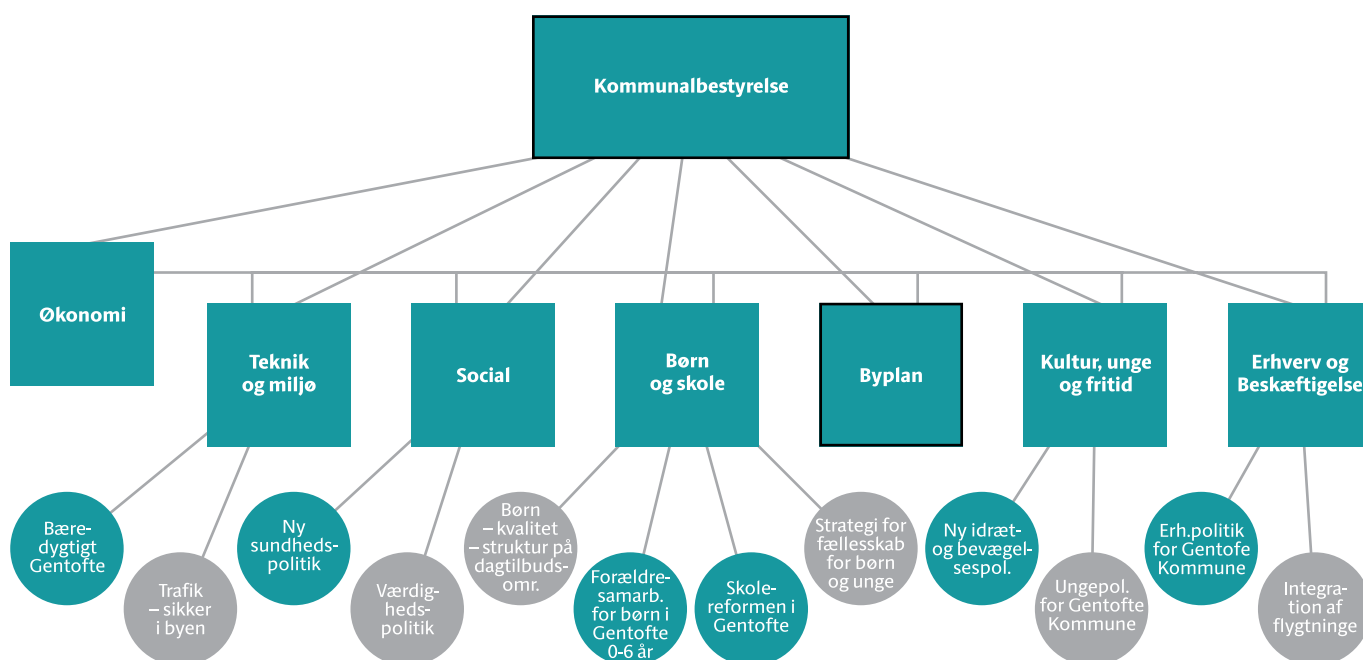 Kommunalbestyrelse
Økonomi
Teknik
og miljø
Social
Børn
og skole
Byplan
Kultur, unge
og fritid
Erhverv og
Beskæftigelse
Bære-
dygtigt
Gentofte
Trafik
– sikker
i byen
Ny
sundheds-
politik
Værdig-
heds-
politik
Børn
– kvalitet
– struktur på
dagtilbuds-
omr.
Forældre-
samarb.
for børn i
Gentofte
0-6 år
Skole-
reformen i
Gentofte
Strategi for
fællesskab
for børn
og unge
Ny idræt-
og bevægel-
sespol.
Ungepol.
for Gentofte
Kommune
Erh.politik
for Gentofe
Kommune
Integra-
tion af
flygtninge